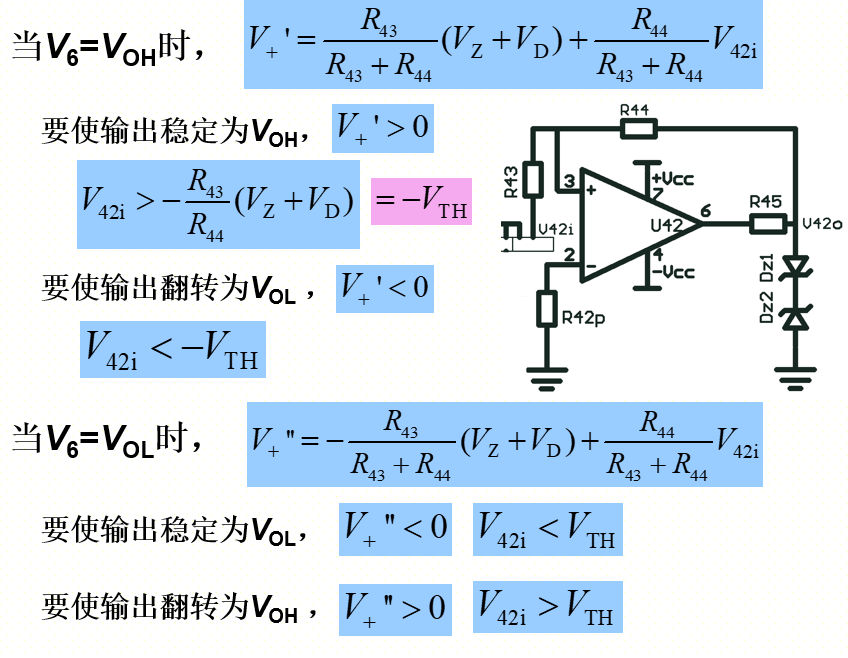 当V6=VOH时，
V+' = R43/(R43 + R44) (VZ + VD) + R44/(R43 + R44) V42i
要使输出稳定为VOH， V+' > 0
V42i > − R43/R44 (VZ + VD) = −VTH
要使输出翻转为VOL ， V+' < 0
V42i < −VTH
R44
R43
3
+
+Vcc
7
R45
6
U42
V42o
V42i
2
-
4
-Vcc
Dz1
Dz2
R42p
当V6=VOL时，
V+" = − R43/(R43 + R44) (VZ + VD) + R44/(R43 + R44) V42i
要使输出稳定为VOL， V+" < 0 V42i < VTH
要使输出翻转为VOH ， V+" > 0 V42i > VTH